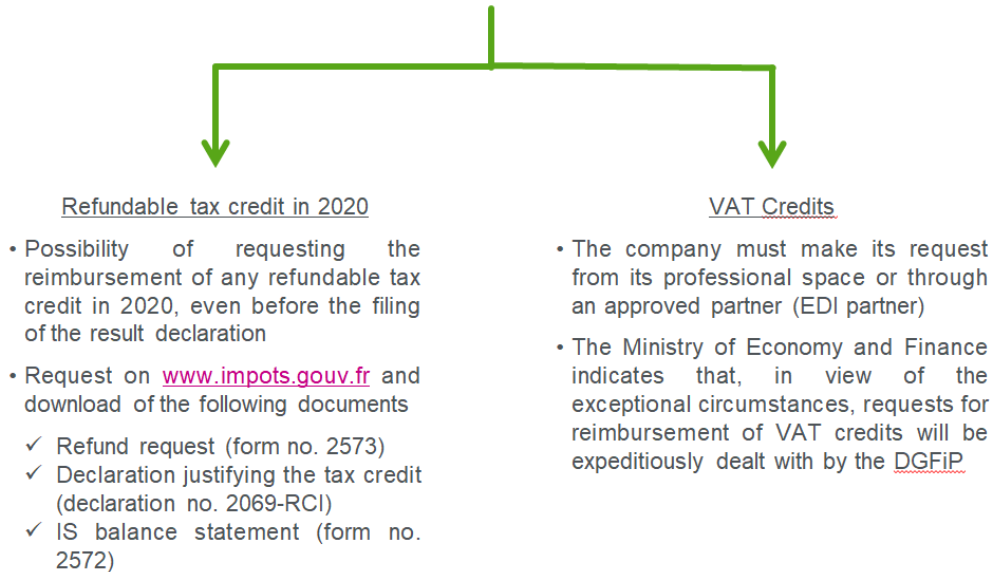 Refundable tax credit in 2020
• Possibility of requesting the
reimbursement of any refundable tax
credit in 2020, even before the filing
of the result declaration
• Request on www.impots.gouv.fr and
download of the following documents
✓ Refund request (form no. 2573)
✓ Declaration justifying the tax credit
(declaration no. 2069-RCI)
✓ IS balance statement (form no.
2572)
VAT Credits
• The company must make its request
from its professional space or through
an approved partner (EDI partner)
• The Ministry of Economy and Finance
indicates that, in view of the
exceptional circumstances, requests for
reimbursement of VAT credits will be
expeditiously dealt with by the DGFiP